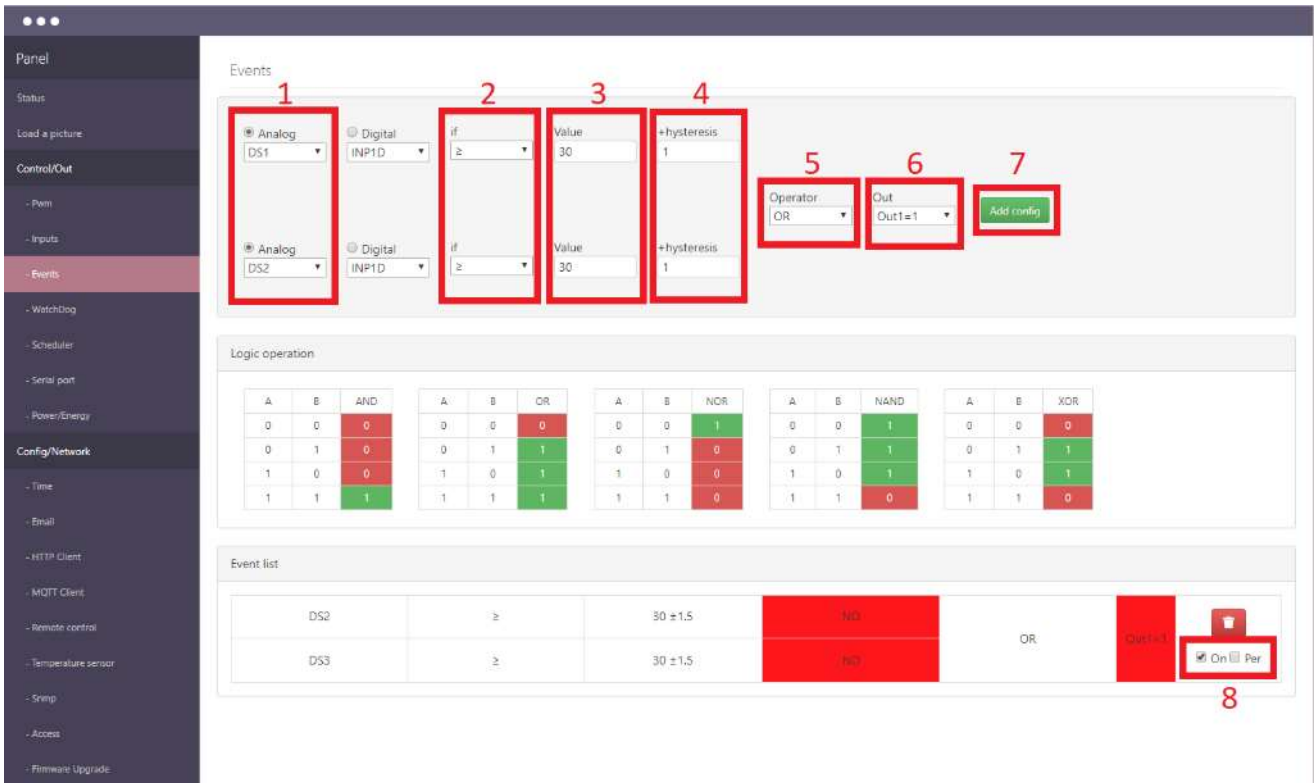 Panel
Status
Load a picture
Control/Out
- Pwm
- Inputs
- Events
- WatchDog
- Scheduler
- Serial port
- Power/Energy
Config/Network
- Time
- Email
- HTTP Client
- MQTT Client
- Remote control
- Temperature sensor
- Snmp
- Access
- Firmware Upgrade
Events
1 2 3 4
Analog Digital if Value +hysteresis
DS1 INP1D ≥ 30 1
5 6 7
Operator Out
OR Out1=1 Add config
Analog Digital if Value +hysteresis
DS2 INP1D ≥ 30 1
Logic operation
A B AND A B OR A B NOR A B NAND A B XOR
0 0 0 0 0 0 0 0 1 0 0 1 0 0 0
0 1 0 0 1 1 0 1 0 0 1 1 0 1 1
1 0 0 1 0 1 1 0 0 1 0 1 1 0 1
1 1 1 1 1 1 1 1 0 1 1 0 1 1 0
Event list
DS2 ≥ 30 ±1.5 NO
OR Out1=1
DS3 ≥ 30 ±1.5 NO
On Per
8